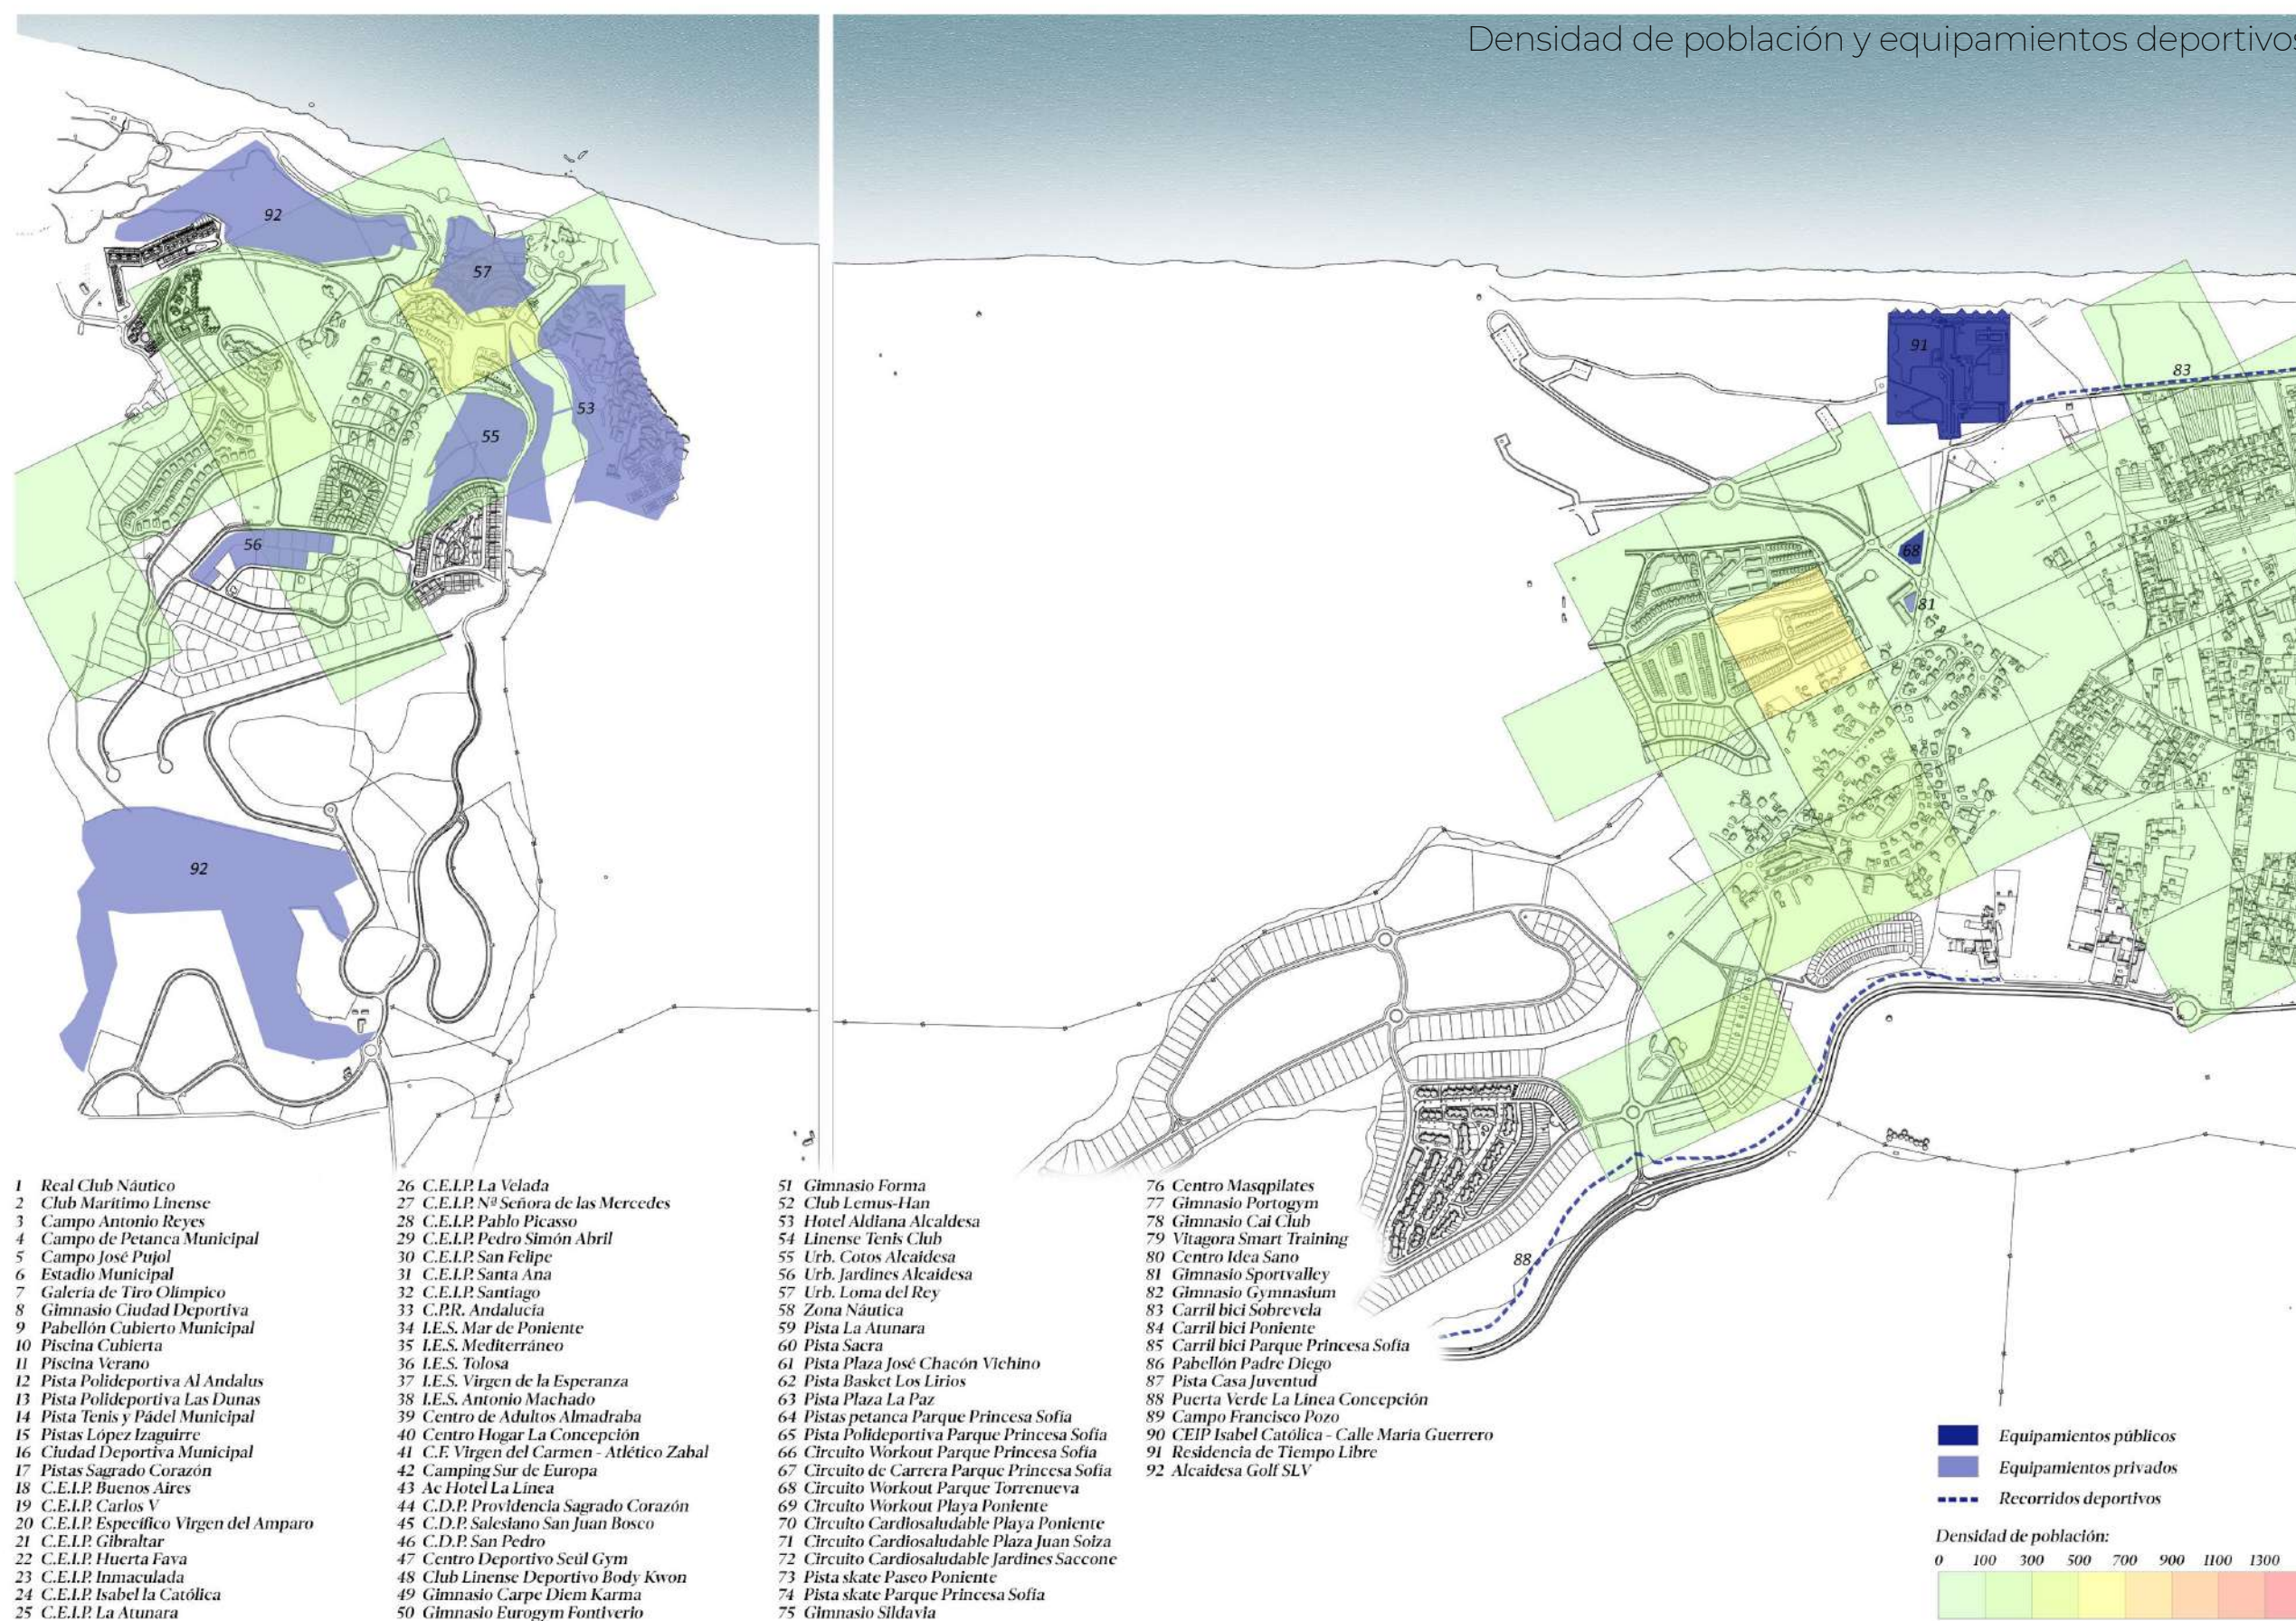 Densidad de población y equipamientos deportivos
92
57
53
55
56
92
91
83
68
81
88
1 Real Club Náutico
2 Club Marítimo Linense
3 Campo Antonio Reyes
4 Campo de Petanca Municipal
5 Campo José Pujol
6 Estadio Municipal
7 Galería de Tiro Olímpico
8 Gimnasio Ciudad Deportiva
9 Pabellón Cubierto Municipal
10 Piscina Cubierta
11 Piscina Verano
12 Pista Polideportiva Al Andalus
13 Pista Polideportiva Las Dunas
14 Pista Tenis y Pádel Municipal
15 Pistas López Izaguirre
16 Ciudad Deportiva Municipal
17 Pistas Sagrado Corazón
18 C.E.I.P. Buenos Aires
19 C.E.I.P. Carlos V
20 C.E.I.P. Específico Virgen del Amparo
21 C.E.I.P. Gibraltar
22 C.E.I.P. Huerta Fava
23 C.E.I.P. Inmaculada
24 C.E.I.P. Isabel la Católica
25 C.E.I.P. La Atunara
26 C.E.I.P. La Velada
27 C.E.I.P. Nª Señora de las Mercedes
28 C.E.I.P. Pablo Picasso
29 C.E.I.P. Pedro Simón Abril
30 C.E.I.P. San Felipe
31 C.E.I.P. Santa Ana
32 C.E.I.P. Santiago
33 C.P.R. Andalucía
34 I.E.S. Mar de Poniente
35 I.E.S. Mediterráneo
36 I.E.S. Tolosa
37 I.E.S. Virgen de la Esperanza
38 I.E.S. Antonio Machado
39 Centro de Adultos Almadraba
40 Centro Hogar La Concepción
41 C.F. Virgen del Carmen - Atlético Zabal
42 Camping Sur de Europa
43 Ac Hotel La Línea
44 C.D.P. Providencia Sagrado Corazón
45 C.D.P. Salesiano San Juan Bosco
46 C.D.P. San Pedro
47 Centro Deportivo Seúl Gym
48 Club Linense Deportivo Body Kwon
49 Gimnasio Carpe Diem Karma
50 Gimnasio Eurogym Fontiverio
51 Gimnasio Forma
52 Club Lemus-Han
53 Hotel Aldiana Alcaldesa
54 Linense Tenis Club
55 Urb. Cotos Alcaidesa
56 Urb. Jardines Alcaidesa
57 Urb. Loma del Rey
58 Zona Náutica
59 Pista La Atunara
60 Pista Sacra
61 Pista Plaza José Chacón Vichino
62 Pista Basket Los Lirios
63 Pista Plaza La Paz
64 Pistas petanca Parque Princesa Sofía
65 Pista Polideportiva Parque Princesa Sofía
66 Circuito Workout Parque Princesa Sofía
67 Circuito de Carrera Parque Princesa Sofía
68 Circuito Workout Parque Torrenueva
69 Circuito Workout Playa Poniente
70 Circuito Cardiosaludable Playa Poniente
71 Circuito Cardiosaludable Plaza Juan Soiza
72 Circuito Cardiosaludable Jardines Saccone
73 Pista skate Paseo Poniente
74 Pista skate Parque Princesa Sofía
75 Gimnasio Sildavia
76 Centro Masqpilates
77 Gimnasio Portogym
78 Gimnasio Cai Club
79 Vitagora Smart Training
80 Centro Idea Sano
81 Gimnasio Sportvalley
82 Gimnasio Gymnasium
83 Carril bici Sobrevela
84 Carril bici Poniente
85 Carril bici Parque Princesa Sofía
86 Pabellón Padre Diego
87 Pista Casa Juventud
88 Puerta Verde La Línea Concepción
89 Campo Francisco Pozo
90 CEIP Isabel Católica - Calle María Guerrero
91 Residencia de Tiempo Libre
92 Alcaidesa Golf SLV
Equipamientos públicos
Equipamientos privados
Recorridos deportivos
Densidad de población:
0 100 300 500 700 900 1100 1300